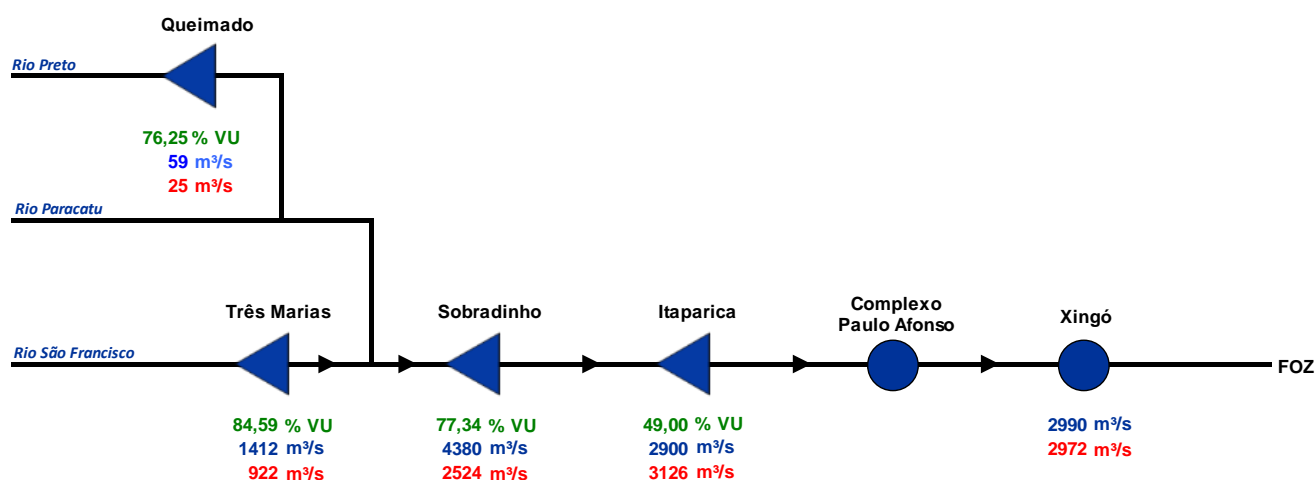 Queimado
Rio Preto
76,25 % VU
59 m³/s
25 m³/s
Rio Paracatu
Três Marias
Sobradinho
Itaparica
Complexo
Paulo Afonso
Xingó
Rio São Francisco
FOZ
84,59 % VU
1412 m³/s
922 m³/s
77,34 % VU
4380 m³/s
2524 m³/s
49,00 % VU
2900 m³/s
3126 m³/s
2990 m³/s
2972 m³/s